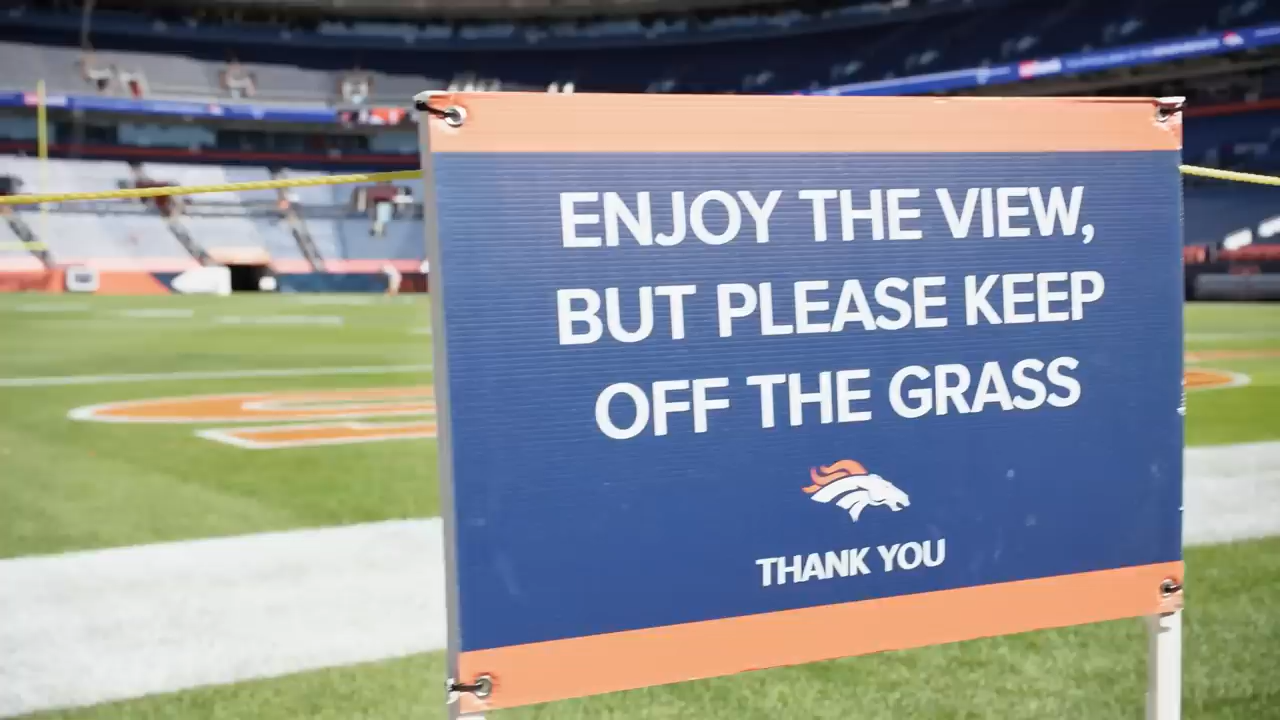 ENJOY THE VIEW,
BUT PLEASE KEEP
OFF THE GRASS
THANK YOU